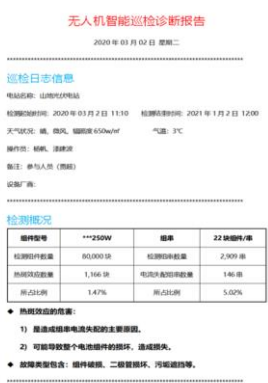 无人机智能巡检诊断报告
2020 年 03 月 02 日 星期二
巡检日志信息
电站名称：山地光伏电站
检测起始时间：2020 年 03 月 2 日 11:10 检测结束时间：2021 年 1 月 2 日 12:00
天气状况：晴、微风、辐照度 650w/㎡ 气温：3℃
操作员：杨帆、
备注：参与人员（贾超）
设备厂商：
检测概况
组件型号 ***250W 组串 22 块组件/串
检测组件数量 80,000 块 检测组串数量 2,909 串
热斑效应数量 1,166 块 电流失配组串数量 146 串
所占比例 1.47% 所占比例 5.02%
◆ 热斑效应的危害：
1) 是造成组串电流失配的主要原因。
2) 可能导致整个电池组件的损坏、造成损失。
◆ 故障类型包含：组件破损、二极管损坏、污垢遮挡等。